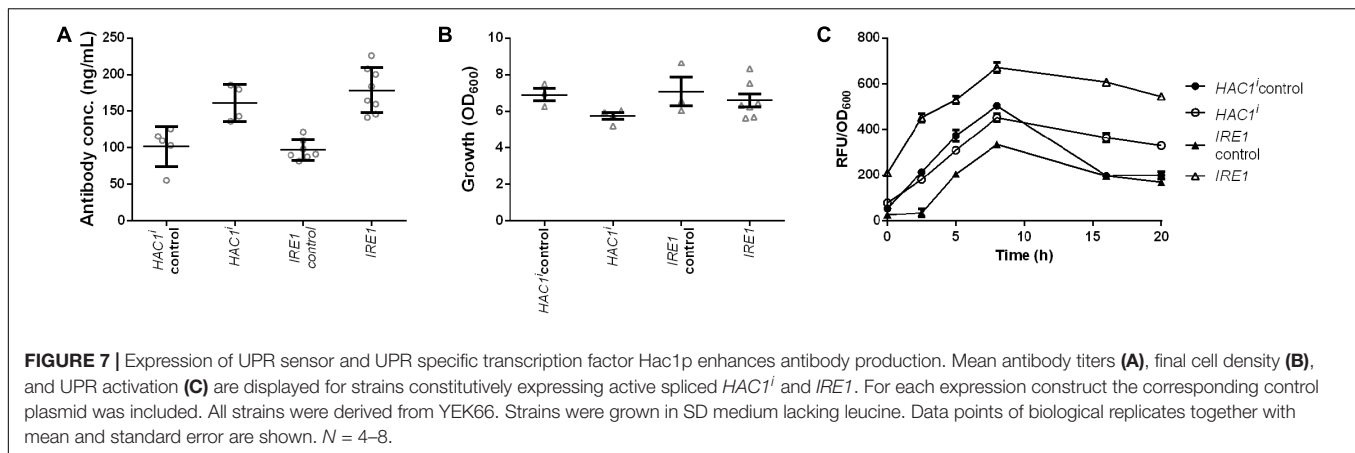 A
Antibody conc. (ng/mL)
250
200
150
100
50
0
HAC1ⁱ
control
HAC1ⁱ
IRE1
control
IRE1
B
Growth (OD₆₀₀)
10
8
6
4
2
0
HAC1ⁱcontrol
HAC1ⁱ
IRE1
control
IRE1
C
RFU/OD₆₀₀
800
600
400
200
0
0 5 10 15 20
Time (h)
HAC1ⁱcontrol
HAC1ⁱ
IRE1
control
IRE1
FIGURE 7 | Expression of UPR sensor and UPR specific transcription factor Hac1p enhances antibody production. Mean antibody titers (A), final cell density (B),
and UPR activation (C) are displayed for strains constitutively expressing active spliced HAC1ⁱ and IRE1. For each expression construct the corresponding control
plasmid was included. All strains were derived from YEK66. Strains were grown in SD medium lacking leucine. Data points of biological replicates together with
mean and standard error are shown. N = 4–8.